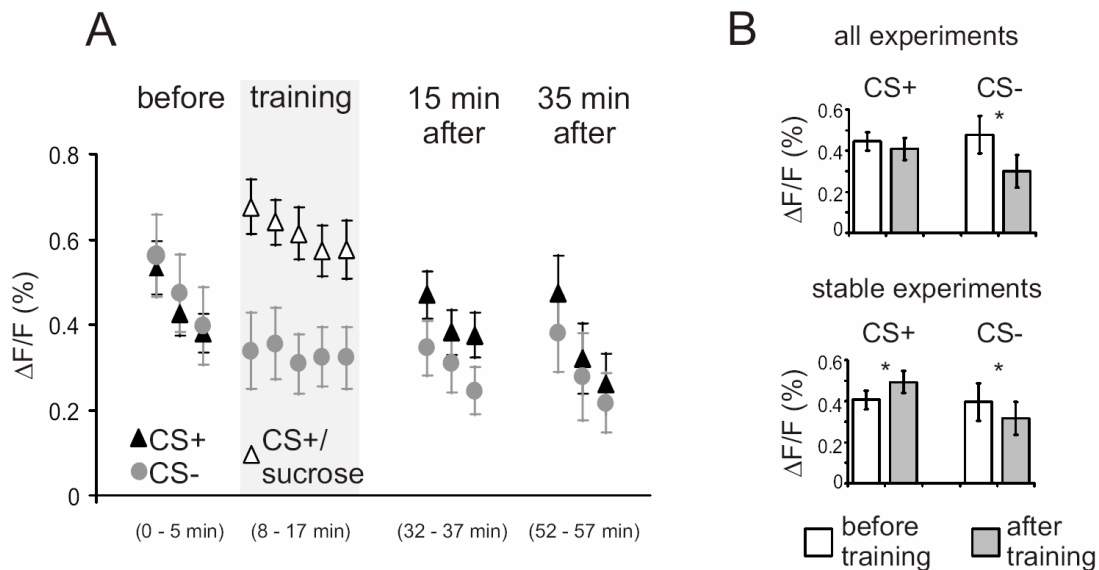 A
before
training
15 min
after
35 min
after
ΔF/F (%)
0.8
0.6
0.4
0.2
0
CS+
CS-
CS+/
sucrose
(0 - 5 min)
(8 - 17 min)
(32 - 37 min)
(52 - 57 min)
B
all experiments
CS+
CS-
ΔF/F (%)
0.6
0.4
0.2
0
*
stable experiments
CS+
CS-
ΔF/F (%)
0.6
0.4
0.2
0
*
*
before
training
after
training